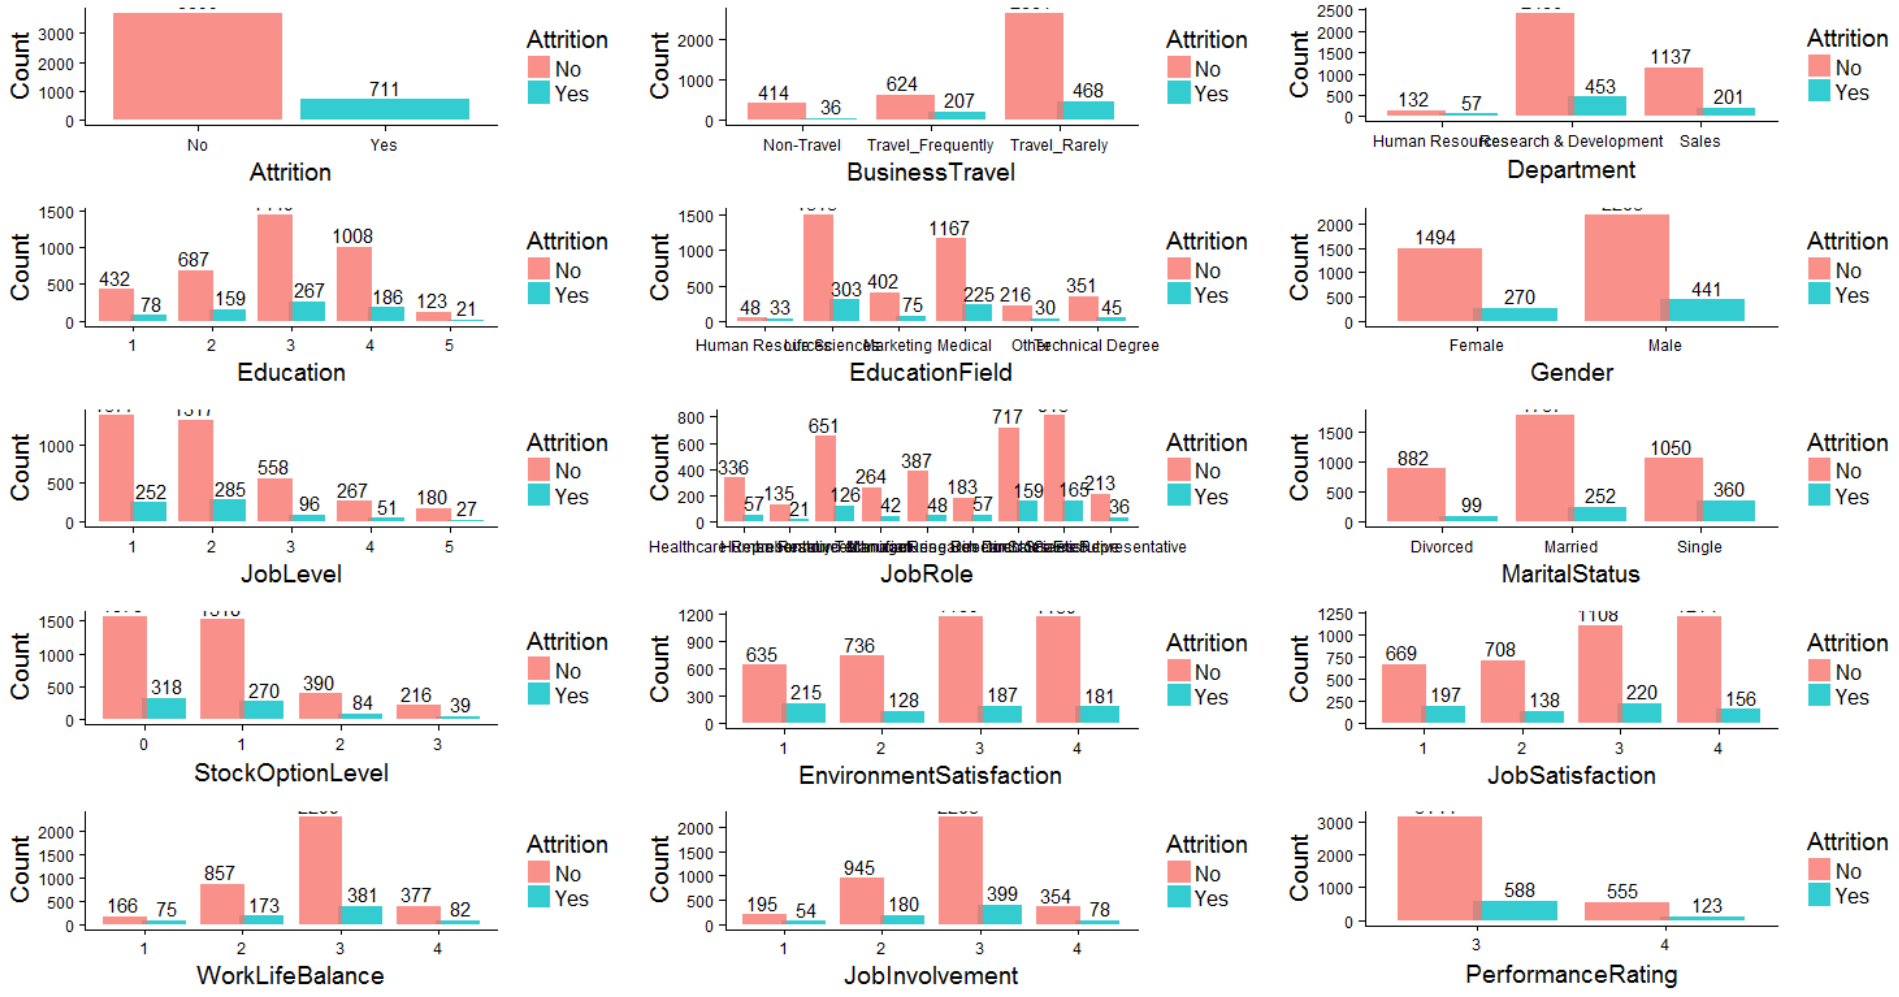 Count
3000
2000
1000
0
711
No
Yes
Attrition
Attrition
No
Yes
Count
2000
1000
0
414
36
624
207
468
Non-Travel
Travel_Frequently
Travel_Rarely
BusinessTravel
Attrition
No
Yes
Count
2500
2000
1500
1000
500
0
132
57
453
1137
201
Human Resources
Research & Development
Sales
Department
Attrition
No
Yes
Count
1500
1000
500
0
432
78
687
159
267
1008
186
123
21
1
2
3
4
5
Education
Attrition
No
Yes
Count
1500
1000
500
0
48
33
303
402
75
1167
225
216
30
351
45
Human Resources
Life Sciences
Marketing
Medical
Other
Technical Degree
EducationField
Attrition
No
Yes
Count
2000
1500
1000
500
0
1494
270
441
Female
Male
Gender
Attrition
No
Yes
Count
1000
500
0
252
1317
285
558
96
267
51
180
27
1
2
3
4
5
JobLevel
Attrition
No
Yes
Count
800
600
400
200
0
336
57
135
21
651
126
264
42
387
48
183
57
717
159
165
213
36
Healthcare
Representative
JobRole
Attrition
No
Yes
Count
1500
1000
500
0
882
99
252
1050
360
Divorced
Married
Single
MaritalStatus
Attrition
No
Yes
Count
1500
1000
500
0
318
270
390
84
216
39
0
1
2
3
StockOptionLevel
Attrition
No
Yes
Count
1200
900
600
300
0
635
215
736
128
187
181
1
2
3
4
EnvironmentSatisfaction
Attrition
No
Yes
Count
1250
1000
750
500
250
0
669
197
708
138
1108
220
156
1
2
3
4
JobSatisfaction
Attrition
No
Yes
Count
2000
1500
1000
500
0
166
75
857
173
381
377
82
1
2
3
4
WorkLifeBalance
Attrition
No
Yes
Count
2000
1500
1000
500
0
195
54
945
180
399
354
78
1
2
3
4
JobInvolvement
Attrition
No
Yes
Count
3000
2000
1000
0
588
555
123
3
4
PerformanceRating
Attrition
No
Yes